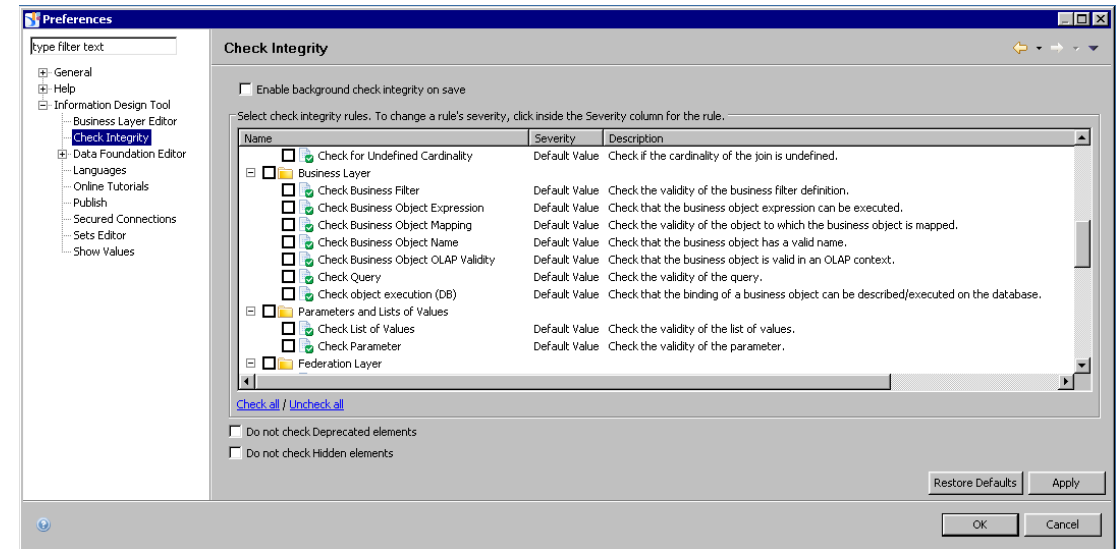 Preferences
type filter text
Check Integrity
General
Help
Information Design Tool
Business Layer Editor
Check Integrity
Data Foundation Editor
Languages
Online Tutorials
Publish
Secured Connections
Sets Editor
Show Values
Enable background check integrity on save
Select check integrity rules. To change a rule's severity, click inside the Severity column for the rule.
Name Severity Description
Check for Undefined Cardinality Default Value Check if the cardinality of the join is undefined.
Business Layer
Check Business Filter Default Value Check the validity of the business filter definition.
Check Business Object Expression Default Value Check that the business object expression can be executed.
Check Business Object Mapping Default Value Check the validity of the object to which the business object is mapped.
Check Business Object Name Default Value Check that the business object has a valid name.
Check Business Object OLAP Validity Default Value Check that the business object is valid in an OLAP context.
Check Query Default Value Check the validity of the query.
Check object execution (DB) Default Value Check that the binding of a business object can be described/executed on the database.
Parameters and Lists of Values
Check List of Values Default Value Check the validity of the list of values.
Check Parameter Default Value Check the validity of the parameter.
Federation Layer
Check all / Uncheck all
Do not check Deprecated elements
Do not check Hidden elements
Restore Defaults Apply
OK Cancel